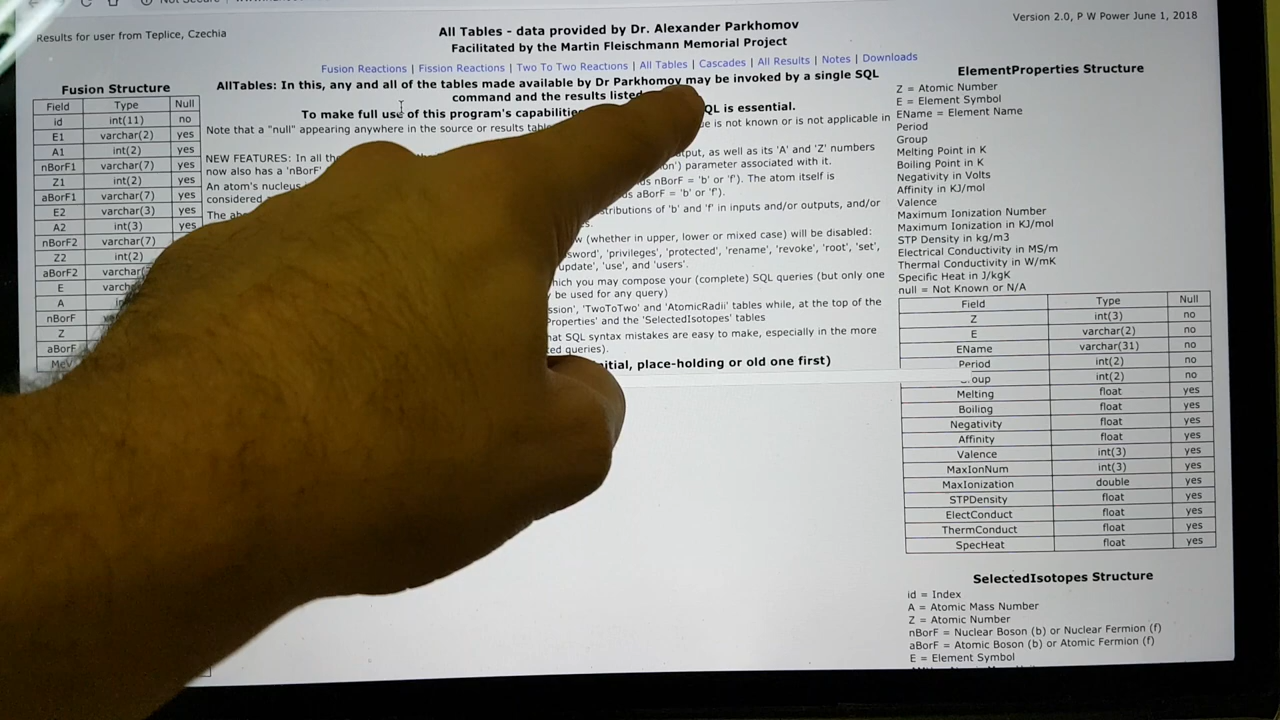 Results for user from Teplice, Czechia
All Tables - data provided by Dr. Alexander Parkhomov
Facilitated by the Martin Fleischmann Memorial Project
Version 2.0, P W Power June 1, 2018
Fusion Reactions | Fission Reactions | Two To Two Reactions | All Tables | Cascades | All Results | Notes | Downloads
AllTables: In this, any and all of the tables made available by Dr Parkhomov may be invoked by a single SQL
command and the results listed
To make full use of this program's capabilities QL is essential.
Note that a "null" appearing anywhere in the source or results table is not known or is not applicable in
NEW FEATURES: In all the output, as well as its 'A' and 'Z' numbers
now also has a 'nBorF' parameter associated with it.
An atom's nucleus nBorF = 'b' or 'f'). The atom itself is
considered aBorF = 'b' or 'f').
of 'b' and 'f' in inputs and/or outputs, and/or
(whether in upper, lower or mixed case) will be disabled:
'privileges', 'protected', 'rename', 'revoke', 'root', 'set',
'update', 'use', and 'users'.
which you may compose your (complete) SQL queries (but only one
be used for any query)
'TwoToTwo' and 'AtomicRadii' tables while, at the top of the
and the 'SelectedIsotopes' tables
that SQL syntax mistakes are easy to make, especially in the more
queries).
initial, place-holding or old one first)
Fusion Structure
Field Type Null
id int(11) no
E1 varchar(2) yes
A1 int(2) yes
nBorF1 varchar(7) yes
Z1 int(2) yes
aBorF1 varchar(7) yes
E2 varchar(3) yes
A2 int(3) yes
nBorF2 varchar(7)
Z2 int(2)
aBorF2
E
A
nBorF
Z
aBorF
MeV
ElementProperties Structure
Z = Atomic Number
E = Element Symbol
EName = Element Name
Period
Group
Melting Point in K
Boiling Point in K
Negativity in Volts
Affinity in KJ/mol
Valence
Maximum Ionization Number
Maximum Ionization in KJ/mol
STP Density in kg/m3
Electrical Conductivity in MS/m
Thermal Conductivity in W/mK
Specific Heat in J/kgK
null = Not Known or N/A
Field Type Null
Z int(3) no
E varchar(2) no
EName varchar(31) no
Period int(2) no
Group int(2) no
Melting float yes
Boiling float yes
Negativity float yes
Affinity float yes
Valence int(3) yes
MaxIonNum int(3) yes
MaxIonization double yes
STPDensity float yes
ElectConduct float yes
ThermConduct float yes
SpecHeat float yes
SelectedIsotopes Structure
id = Index
A = Atomic Mass Number
Z = Atomic Number
nBorF = Nuclear Boson (b) or Nuclear Fermion (f)
aBorF = Atomic Boson (b) or Atomic Fermion (f)
E = Element Symbol